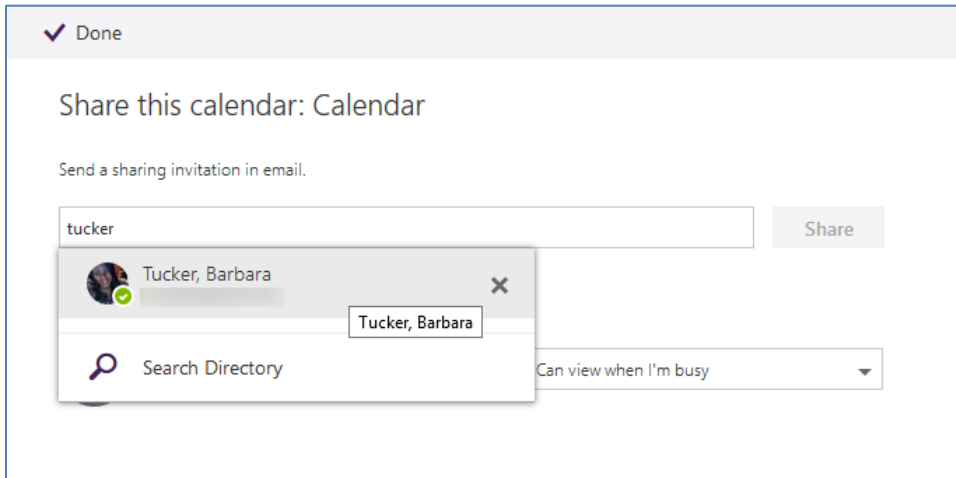 Done
Share this calendar: Calendar
Send a sharing invitation in email.
tucker
Share
Tucker, Barbara
Tucker, Barbara
Search Directory
Can view when I'm busy